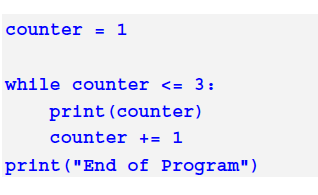 counter = 1
while counter <= 3:
    print(counter)
    counter += 1
print("End of Program")